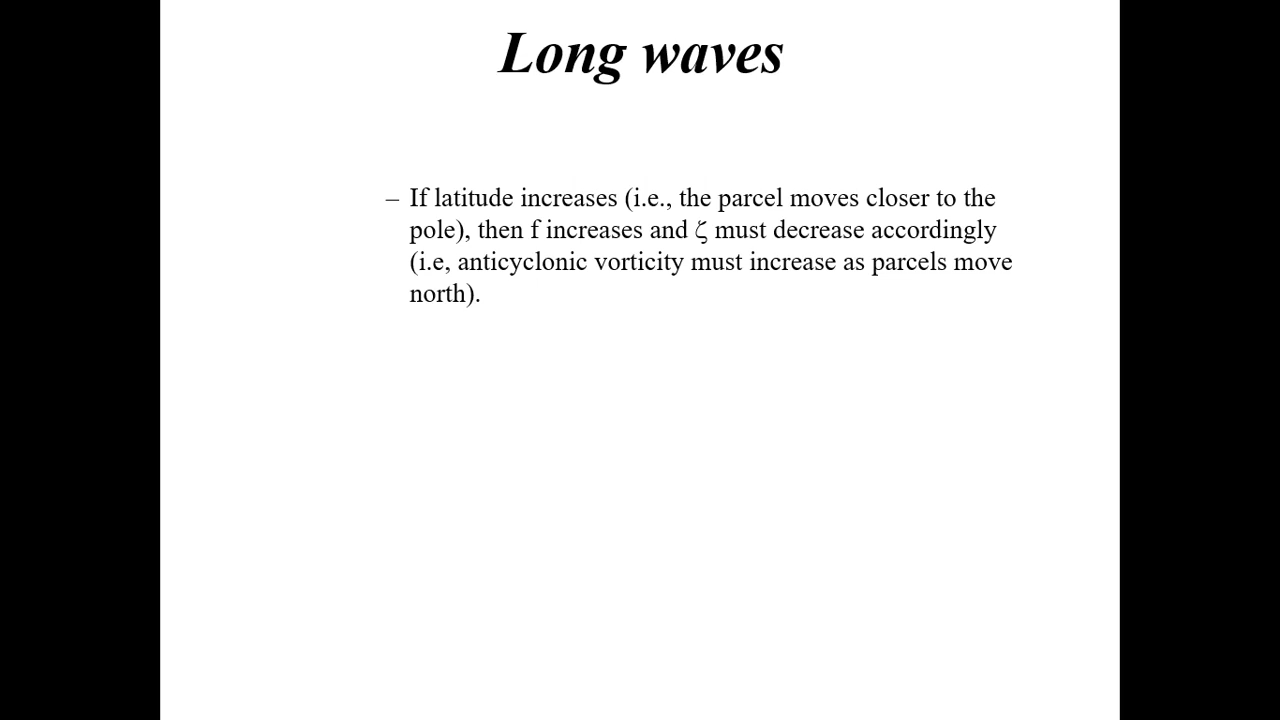 Long waves
– If latitude increases (i.e., the parcel moves closer to the
pole), then f increases and ζ must decrease accordingly
(i.e, anticyclonic vorticity must increase as parcels move
north).